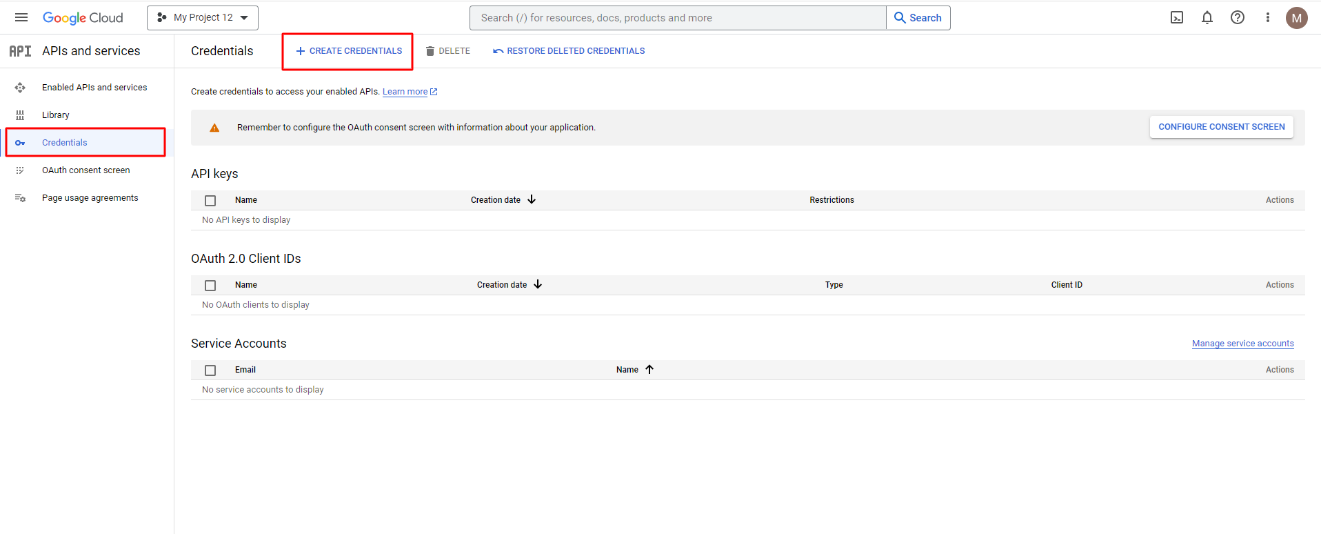 Google Cloud My Project 12 Search (/) for resources, docs, products and more Search M
API APIs and services Credentials + CREATE CREDENTIALS DELETE RESTORE DELETED CREDENTIALS
Enabled APIs and services
Library
Credentials
OAuth consent screen
Page usage agreements
Create credentials to access your enabled APIs. Learn more
Remember to configure the OAuth consent screen with information about your application. CONFIGURE CONSENT SCREEN
API keys
Name Creation date Restrictions Actions
No API keys to display
OAuth 2.0 Client IDs
Name Creation date Type Client ID Actions
No OAuth clients to display
Service Accounts Manage service accounts
Email Name Actions
No service accounts to display